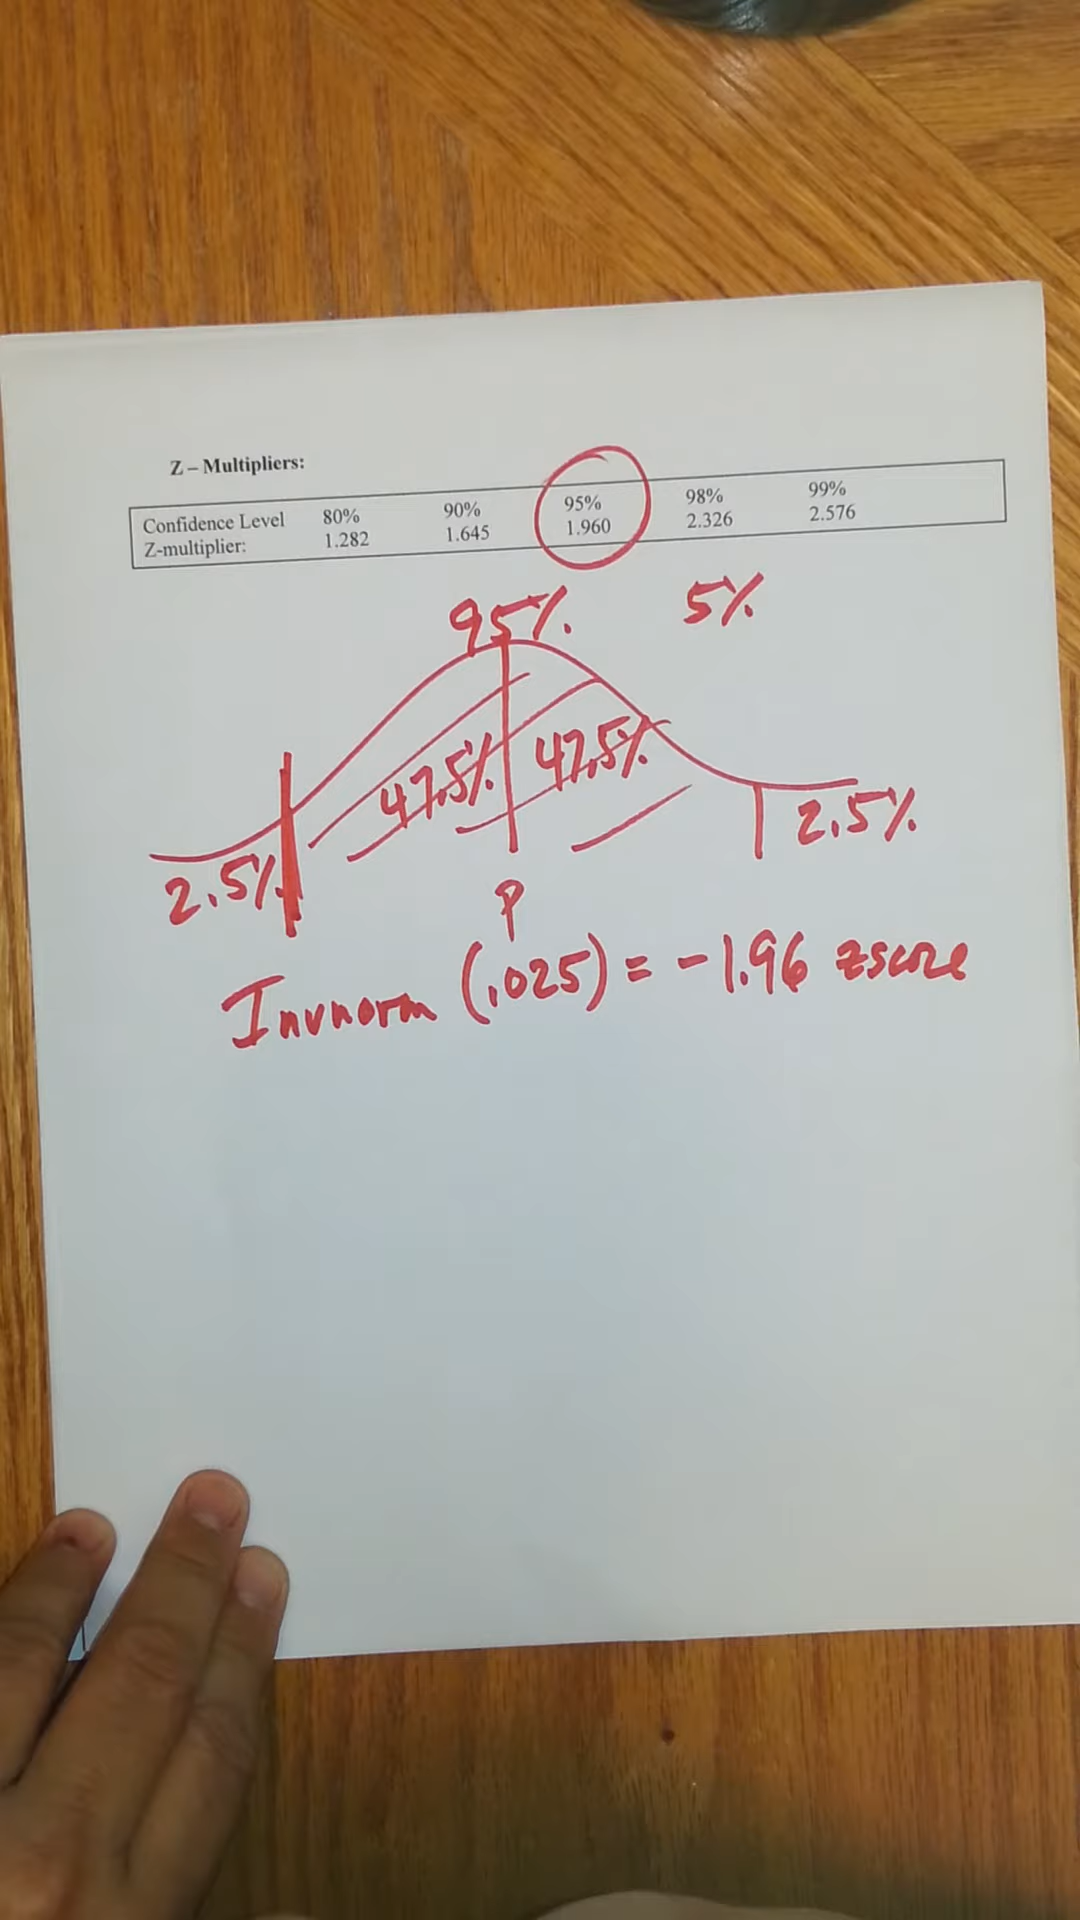 Z – Multipliers:
Confidence Level 80% 90% 95% 98% 99%
Z-multiplier: 1.282 1.645 1.960 2.326 2.576
95% 5%
47.5% 47.5%
2.5% 2.5%
P
Invnorm (.025) = -1.96 zscore